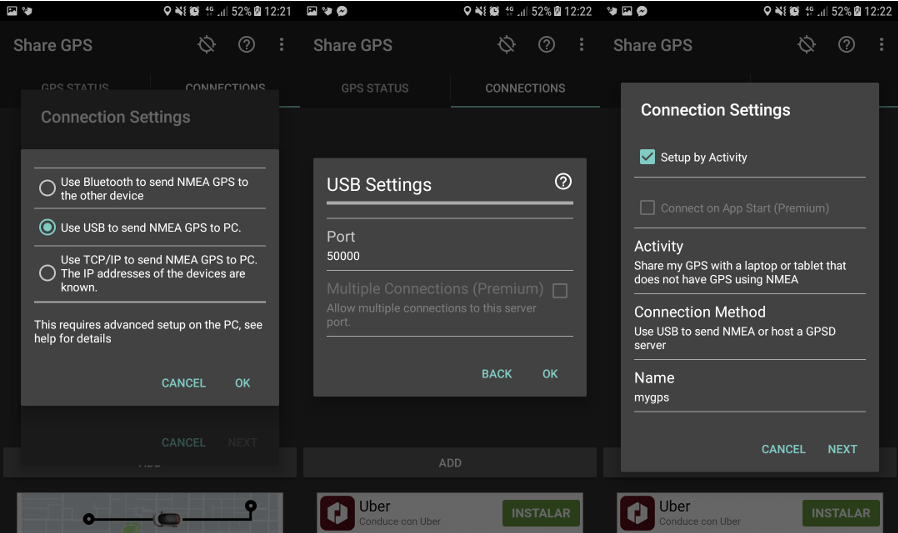 4G 52% 12:21
Share GPS
GPS STATUS
CONNECTIONS
Connection Settings
Use Bluetooth to send NMEA GPS to
the other device
Use USB to send NMEA GPS to PC.
Use TCP/IP to send NMEA GPS to PC.
The IP addresses of the devices are
known.
This requires advanced setup on the PC, see
help for details
CANCEL OK
CANCEL NEXT
ADD
4G 52% 12:22
Share GPS
GPS STATUS
CONNECTIONS
USB Settings
Port
50000
Multiple Connections (Premium)
Allow multiple connections to this server
port.
BACK OK
ADD
Uber
Conduce con Uber
INSTALAR
4G 52% 12:22
Share GPS
Connection Settings
Setup by Activity
Connect on App Start (Premium)
Activity
Share my GPS with a laptop or tablet that
does not have GPS using NMEA
Connection Method
Use USB to send NMEA or host a GPSD
server
Name
mygps
CANCEL NEXT
Uber
Conduce con Uber
INSTALAR